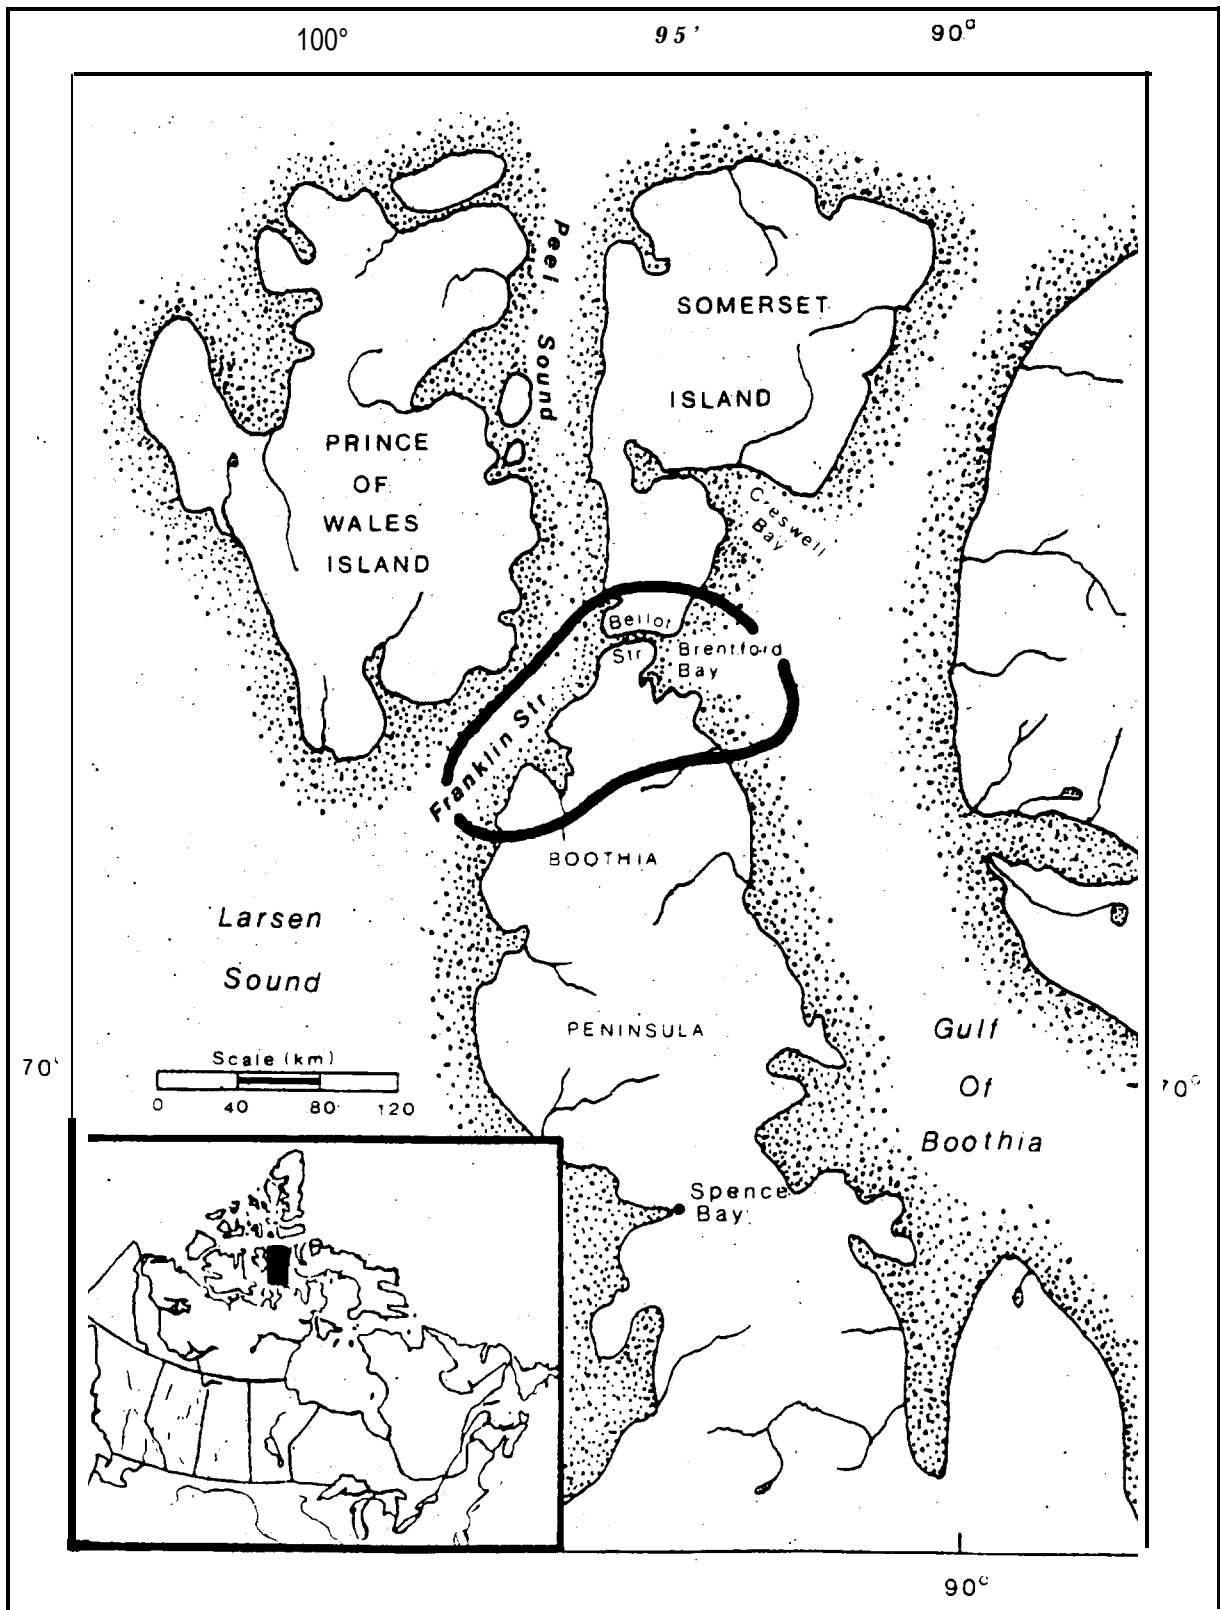 100°
95'
90°
Peel
Sound
SOMERSET
ISLAND
PRINCE
OF
WALES
ISLAND
Creswell
Bay
Bellot
Str
Brentford
Bay
Franklin Str
BOOTHIA
Larsen
Sound
PENINSULA
Gulf
Of
Boothia
70'
Scale (km)
0 40 80 120
70°
Spence
Bay
90°